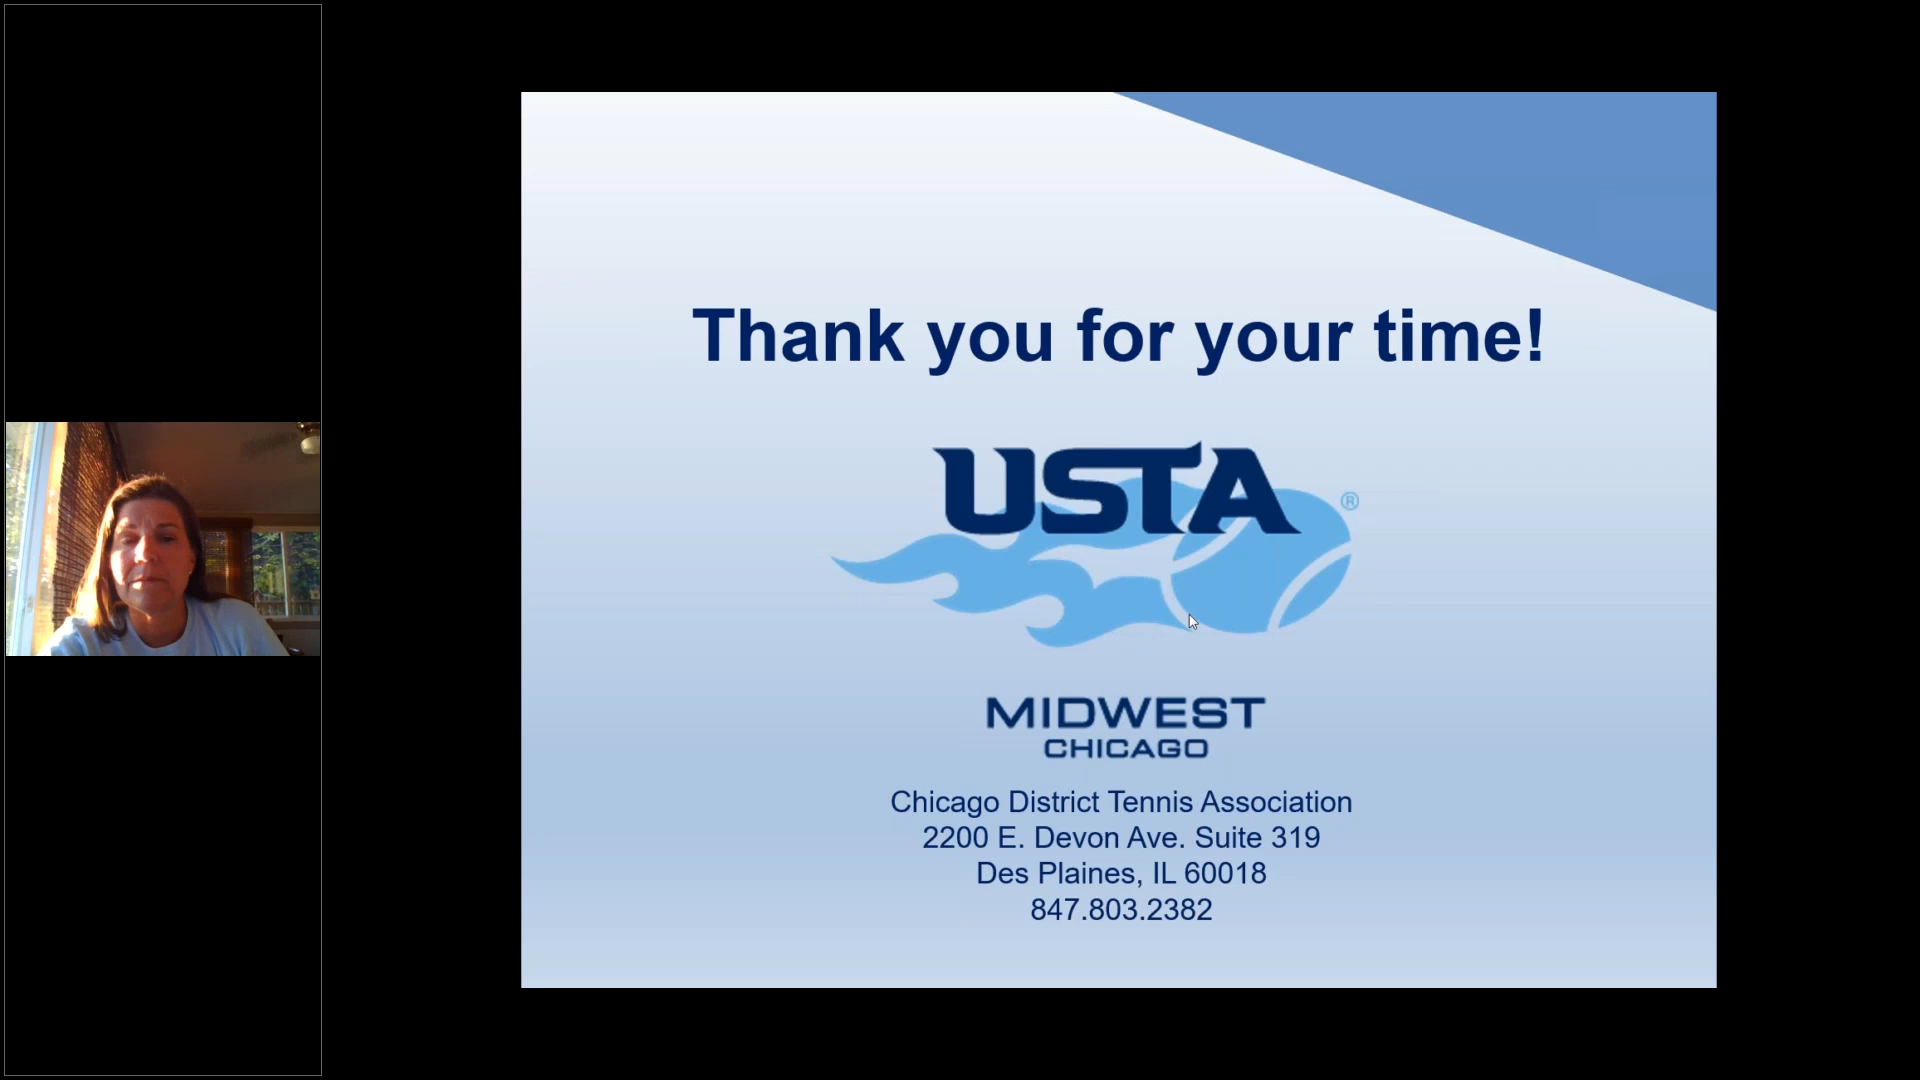 Thank you for your time!
USTA
®
MIDWEST
CHICAGO
Chicago District Tennis Association
2200 E. Devon Ave. Suite 319
Des Plaines, IL 60018
847.803.2382